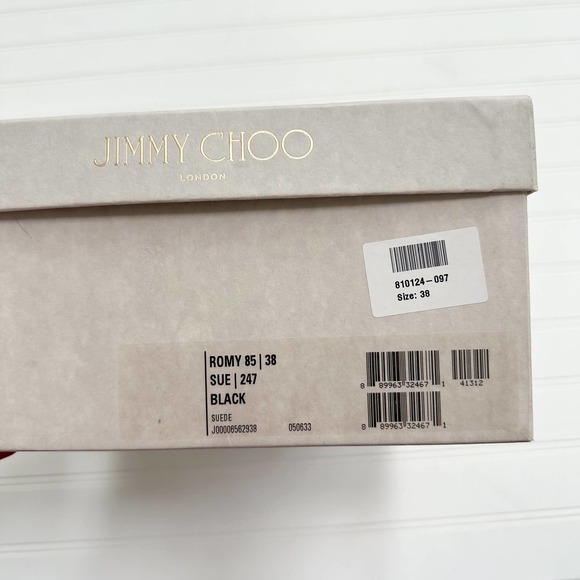 JIMMY CHOO
LONDON
810124-097
Size: 38
ROMY 85 | 38
SUE | 247
BLACK
SUEDE
J00006562938 050633
8 89963 32467 1 41312
8 89963 32467 1